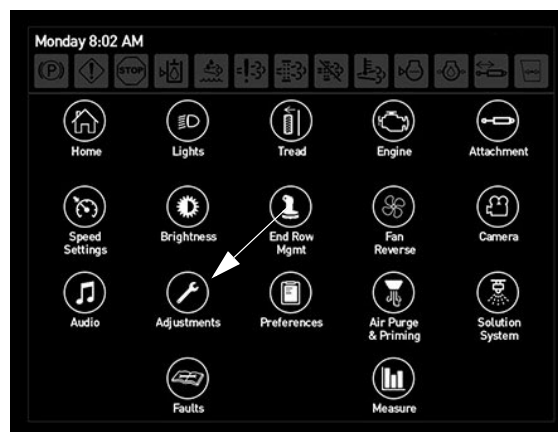 Monday 8:02 AM
(P)
STOP
Home
Lights
Tread
Engine
Attachment
Speed
Settings
Brightness
End Row
Mgmt
Fan
Reverse
Camera
Audio
Adjustments
Preferences
Air Purge
& Priming
Solution
System
Faults
Measure